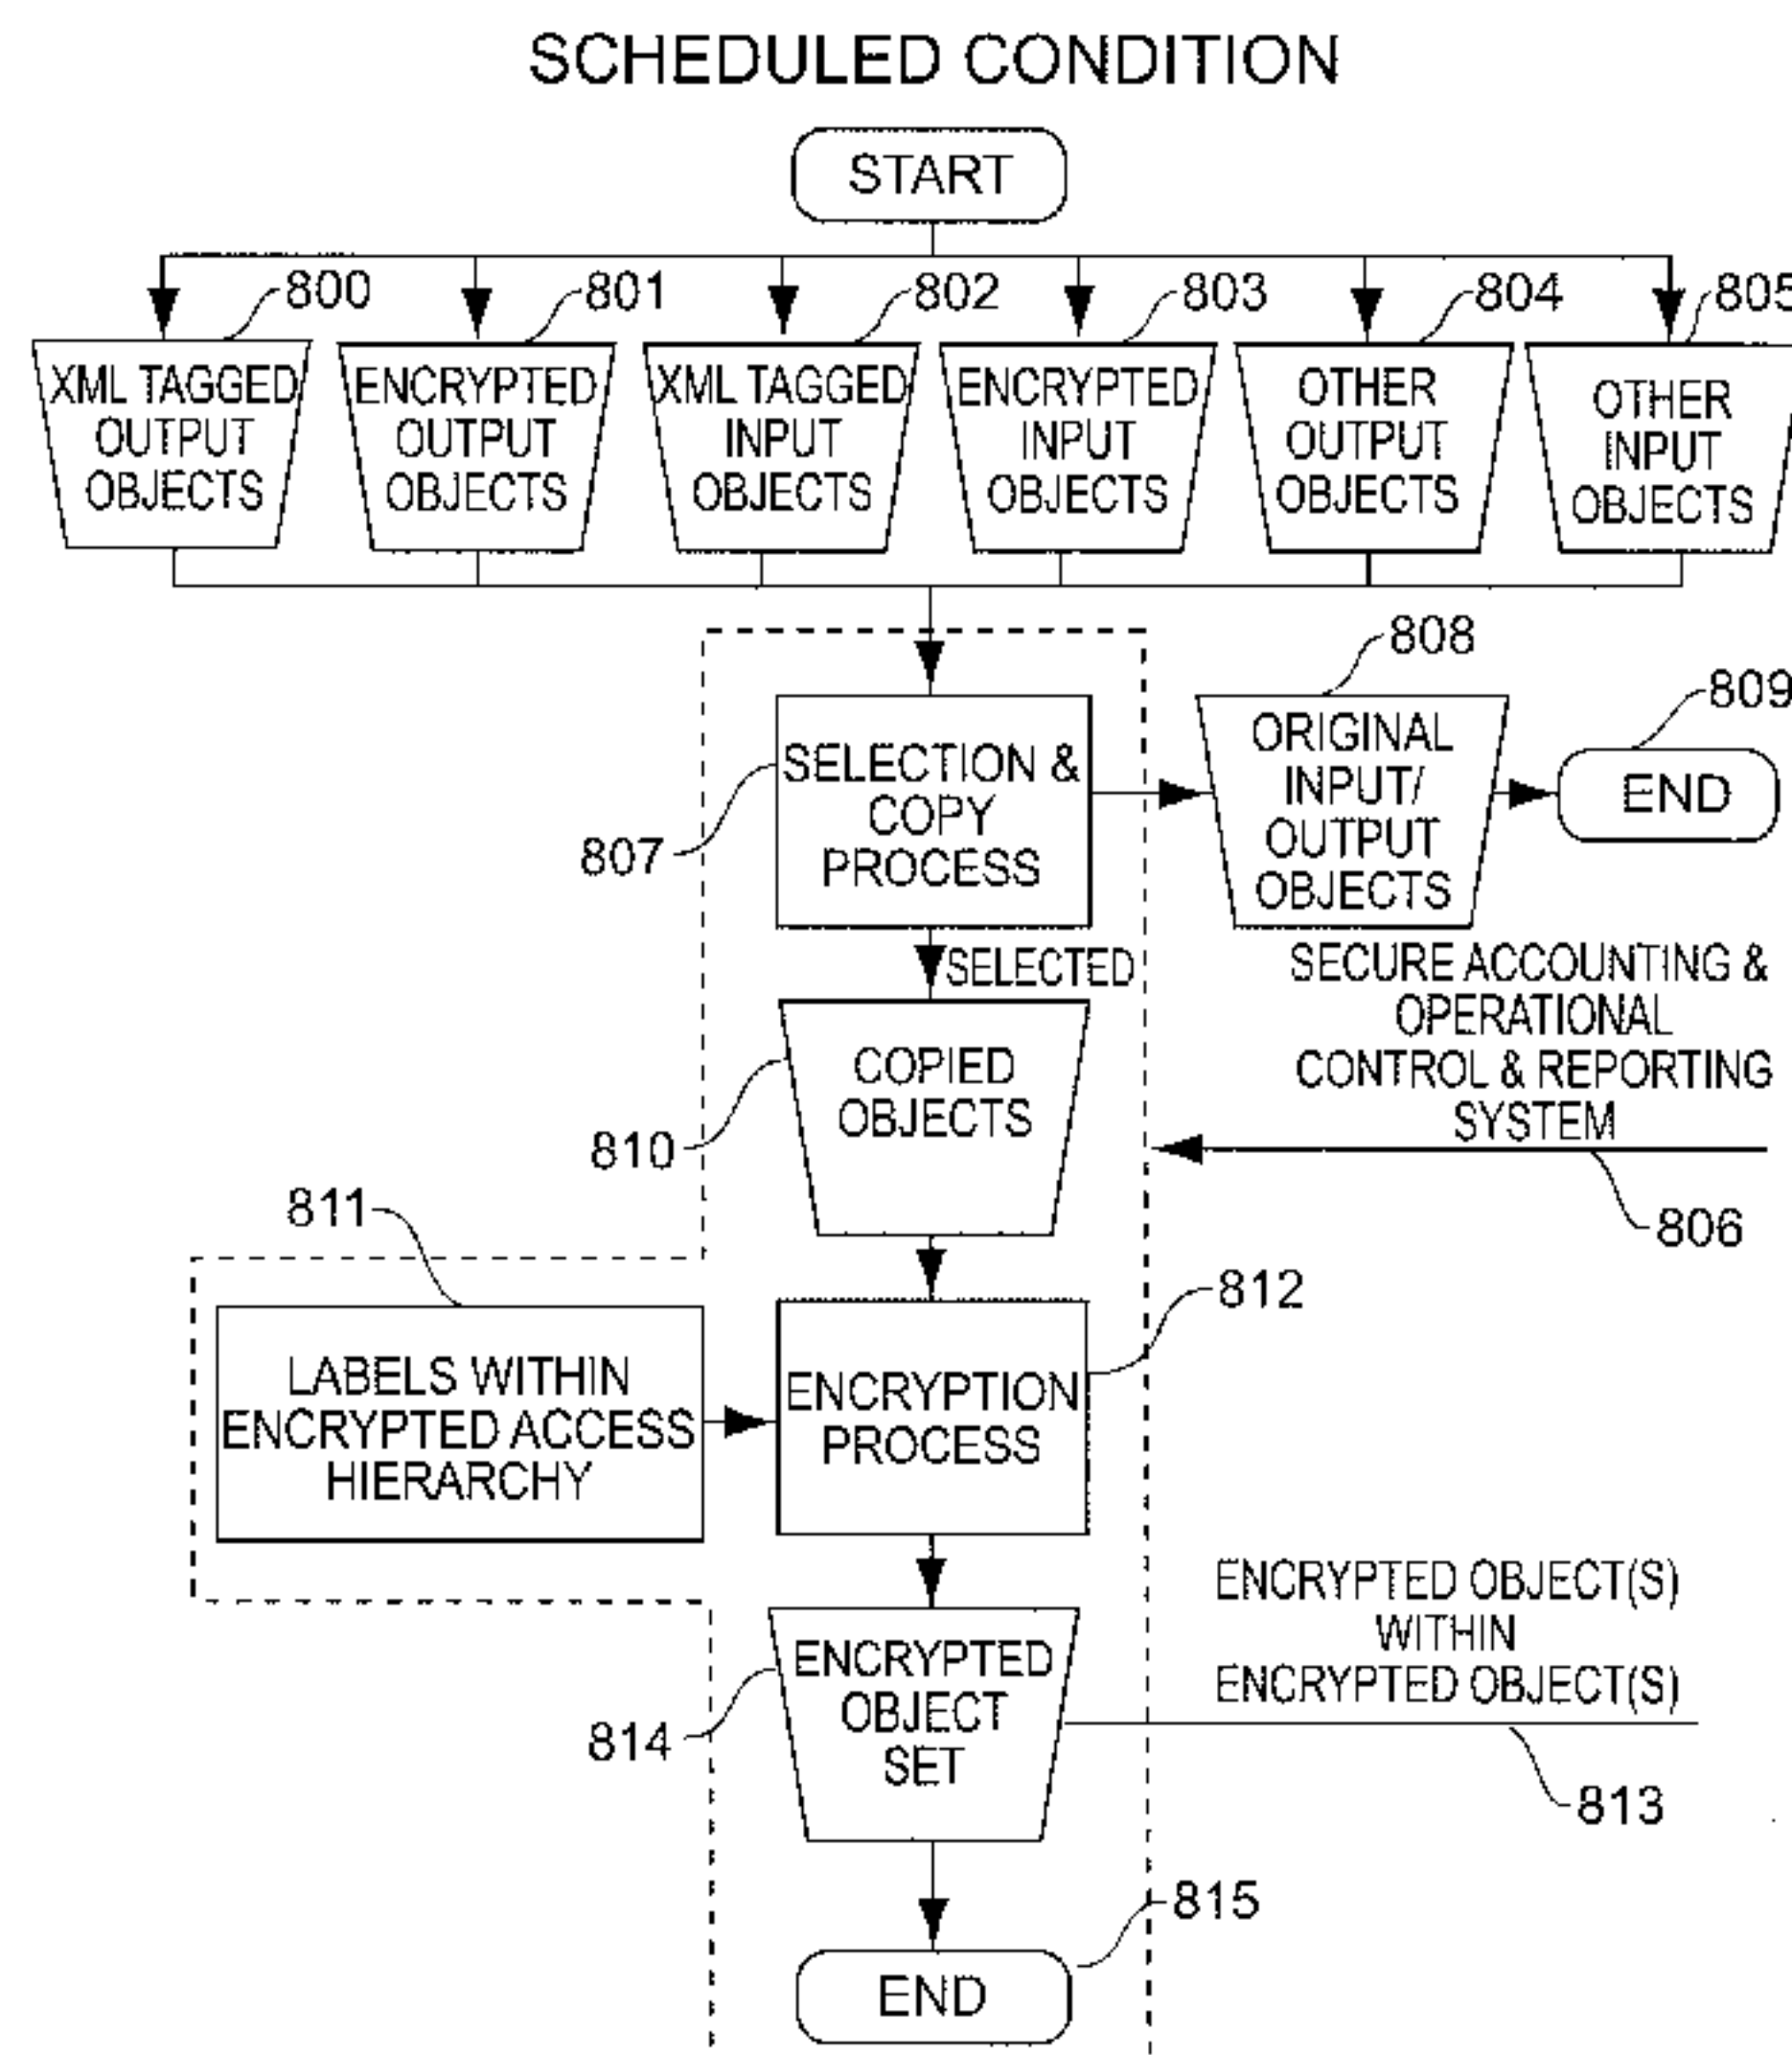 SCHEDULED CONDITION
START
800
801
802
803
804
805
XML TAGGED
OUTPUT
OBJECTS
ENCRYPTED
OUTPUT
OBJECTS
XML TAGGED
INPUT
OBJECTS
ENCRYPTED
INPUT
OBJECTS
OTHER
OUTPUT
OBJECTS
OTHER
INPUT
OBJECTS
808
809
SELECTION &
COPY
PROCESS
807
ORIGINAL
INPUT/
OUTPUT
OBJECTS
END
SELECTED
SECURE ACCOUNTING &
OPERATIONAL
CONTROL & REPORTING
SYSTEM
806
COPIED
OBJECTS
810
811
812
LABELS WITHIN
ENCRYPTED ACCESS
HIERARCHY
ENCRYPTION
PROCESS
ENCRYPTED OBJECT(S)
WITHIN
ENCRYPTED OBJECT(S)
813
ENCRYPTED
OBJECT
SET
814
815
END